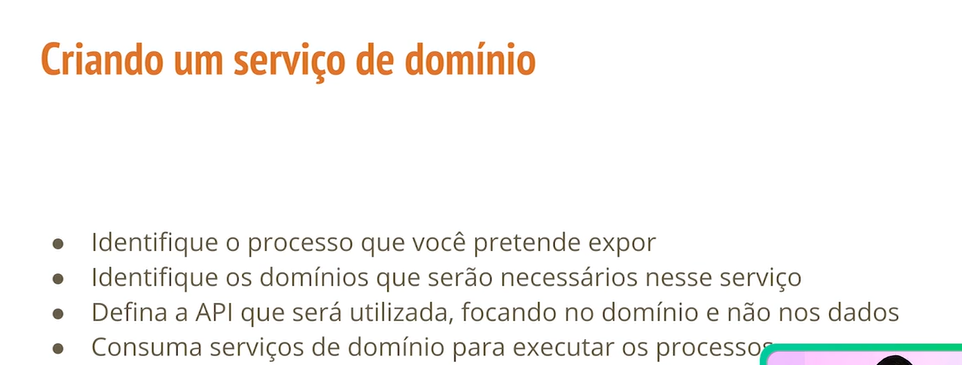 Criando um serviço de domínio
● Identifique o processo que você pretende expor
● Identifique os domínios que serão necessários nesse serviço
● Defina a API que será utilizada, focando no domínio e não nos dados
● Consuma serviços de domínio para executar os processos